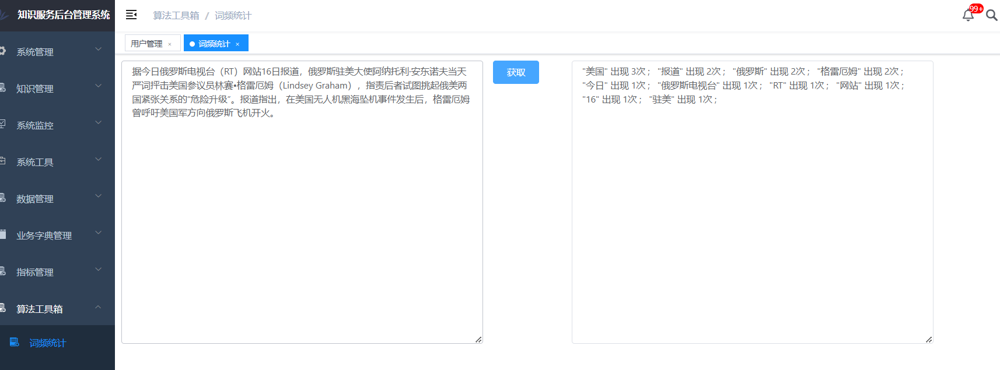 知识服务后台管理系统
算法工具箱 / 词频统计
99+
用户管理 ×
词频统计 ×
系统管理
知识管理
系统监控
系统工具
数据管理
业务字典管理
指标管理
算法工具箱
词频统计
据今日俄罗斯电视台（RT）网站16日报道，俄罗斯驻美大使阿纳托利·安东诺夫当天
严词抨击美国参议员林赛•格雷厄姆（Lindsey Graham），指责后者试图挑起俄美两
国紧张关系的“危险升级”。报道指出，在美国无人机黑海坠机事件发生后，格雷厄姆
曾呼吁美国军方向俄罗斯飞机开火。
获取
"美国" 出现 3次； "报道" 出现 2次； "俄罗斯" 出现 2次； "格雷厄姆" 出现 2次；
"今日" 出现 1次； "俄罗斯电视台" 出现 1次； "RT" 出现 1次； "网站" 出现 1次；
"16" 出现 1次； "驻美" 出现 1次；